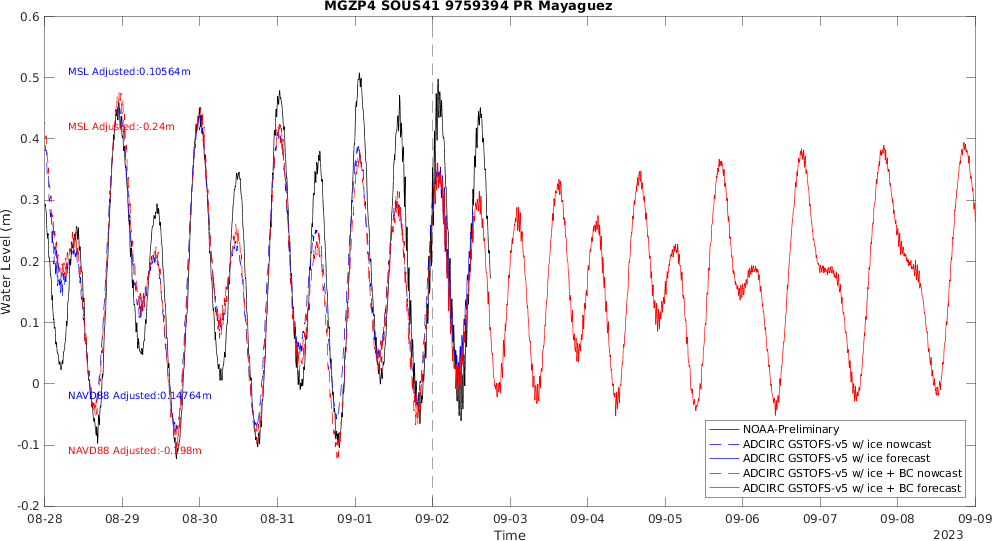 MGZP4 SOUS41 9759394 PR Mayaguez
0.6
0.5
0.4
0.3
0.2
0.1
0
-0.1
-0.2
Water Level (m)
MSL Adjusted:0.10564m
MSL Adjusted:-0.24m
NAVD88 Adjusted:0.14764m
NAVD88 Adjusted:-0.198m
NOAA-Preliminary
ADCIRC GSTOFS-v5 w/ ice nowcast
ADCIRC GSTOFS-v5 w/ ice forecast
ADCIRC GSTOFS-v5 w/ ice + BC nowcast
ADCIRC GSTOFS-v5 w/ ice + BC forecast
08-28 08-29 08-30 08-31 09-01 09-02 09-03 09-04 09-05 09-06 09-07 09-08 09-09
Time
2023